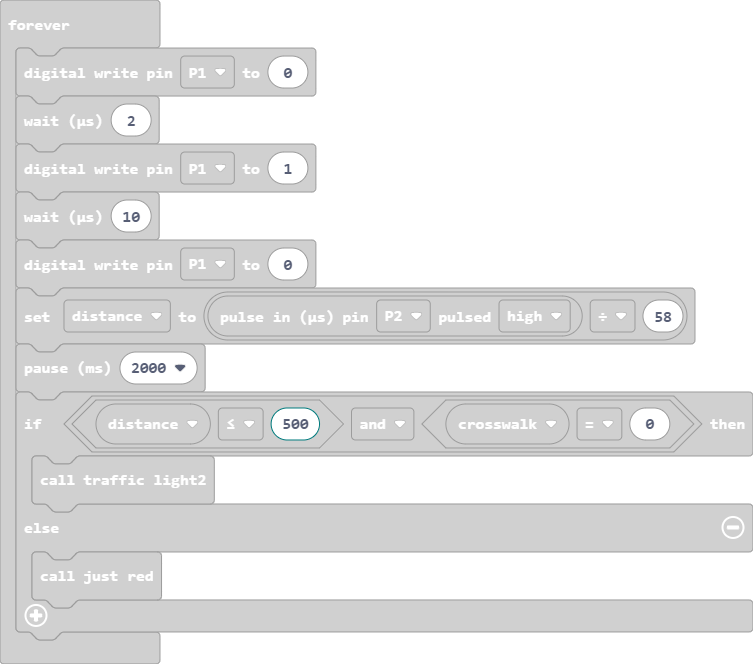 forever
digital write pin P1 to 0
wait (µs) 2
digital write pin P1 to 1
wait (µs) 10
digital write pin P1 to 0
set distance to pulse in (µs) pin P2 pulsed high ÷ 58
pause (ms) 2000
if distance ≤ 500 and crosswalk = 0 then
call traffic light2
else
call just red